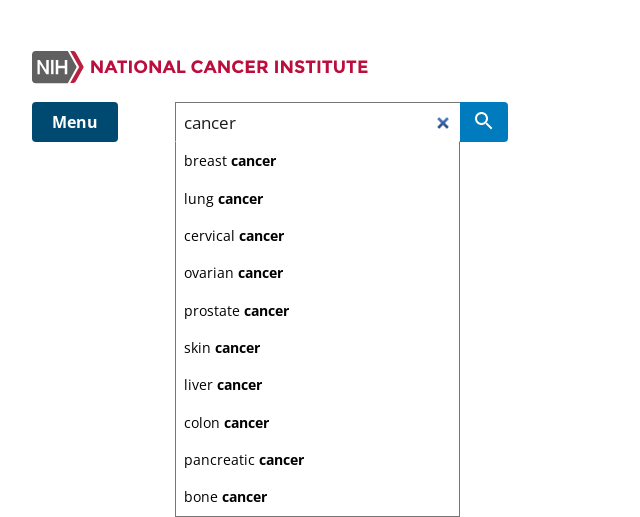 NIH NATIONAL CANCER INSTITUTE
Menu
cancer
breast cancer
lung cancer
cervical cancer
ovarian cancer
prostate cancer
skin cancer
liver cancer
colon cancer
pancreatic cancer
bone cancer